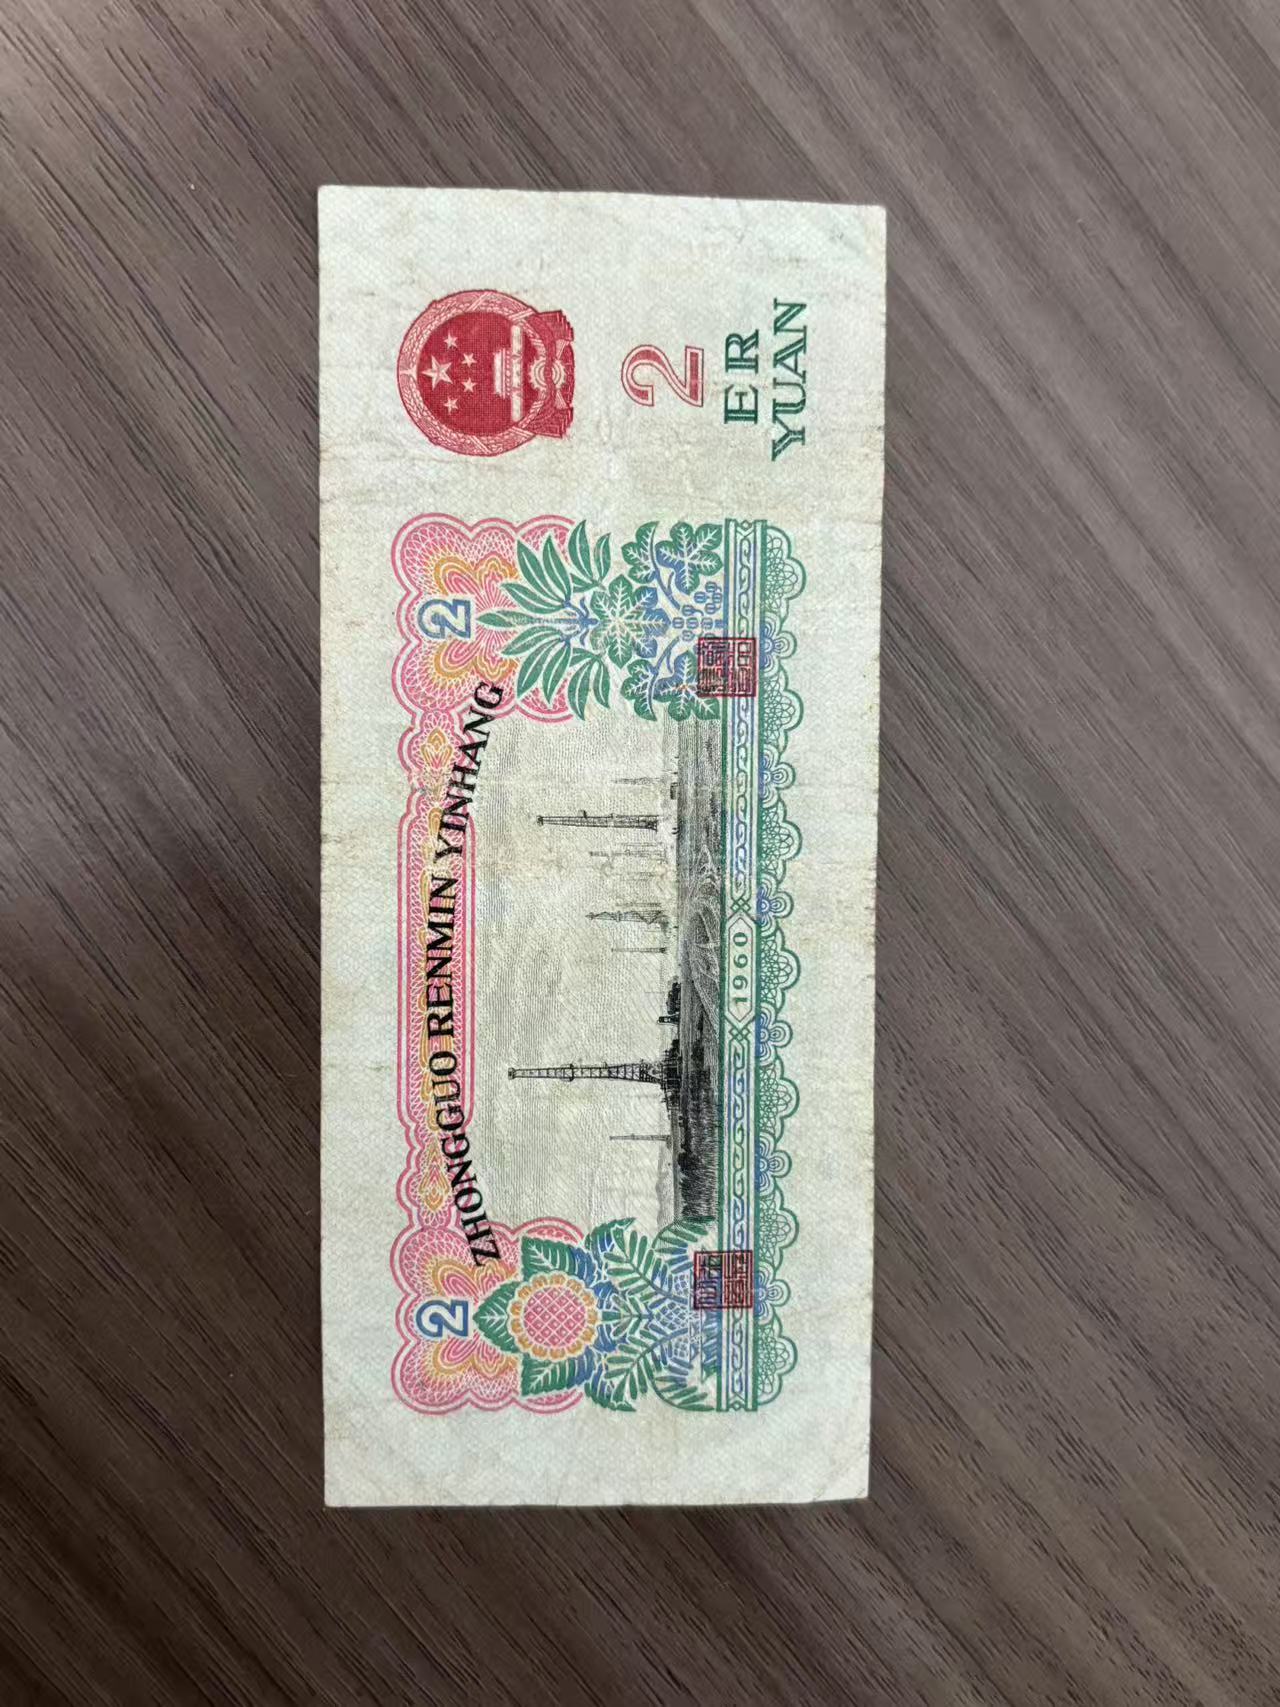 ZHONGGUO RENMIN YINHANG
2
2
1960
2
ER
YUAN